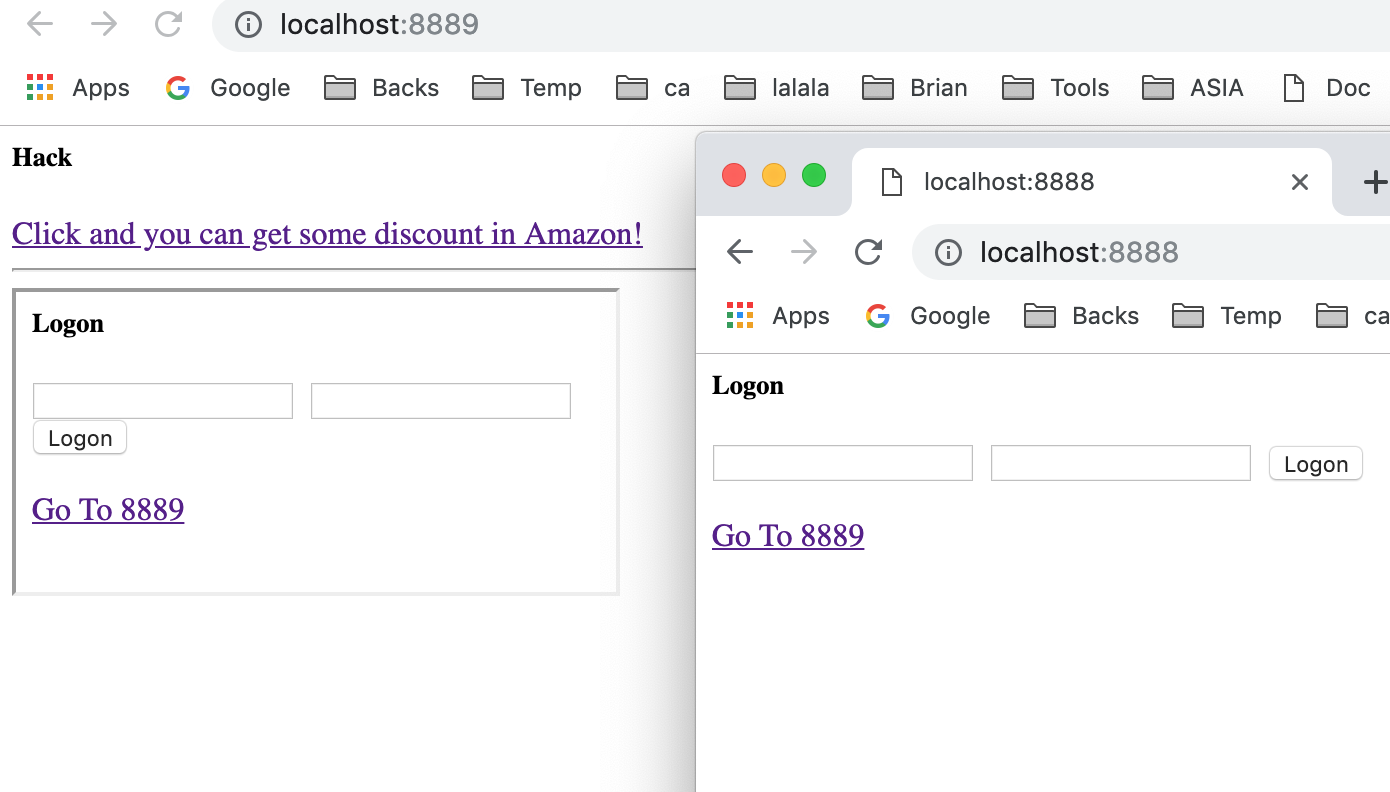 localhost:8889
Apps Google Backs Temp ca lalala Brian Tools ASIA Doc
Hack
Click and you can get some discount in Amazon!
Logon
Logon
Go To 8889
localhost:8888
localhost:8888
Apps Google Backs Temp ca
Logon
Logon
Go To 8889